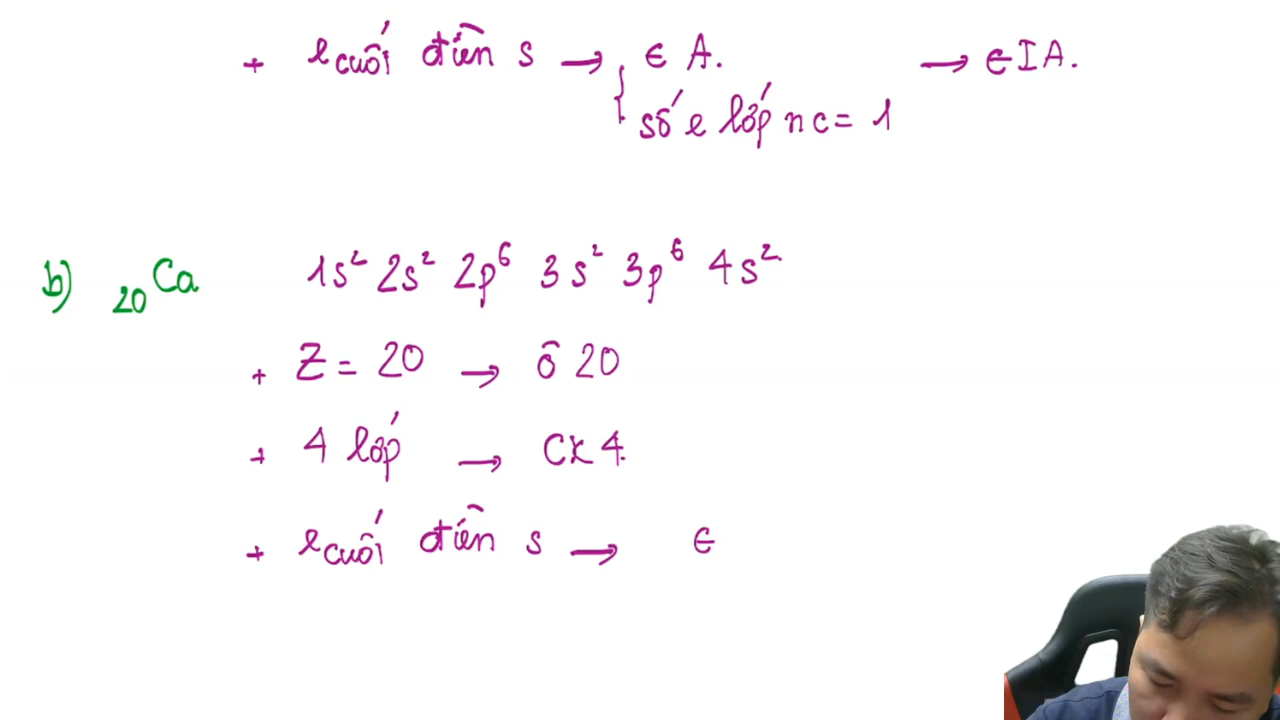 + e cuối điền s → { ∈ A. → ∈ IA.
số e lớp nc = 1
b) ₂₀Ca 1s² 2s² 2p⁶ 3s² 3p⁶ 4s²
+ Z = 20 → ô 20
+ 4 lớp → CK 4.
+ e cuối điền s → ∈